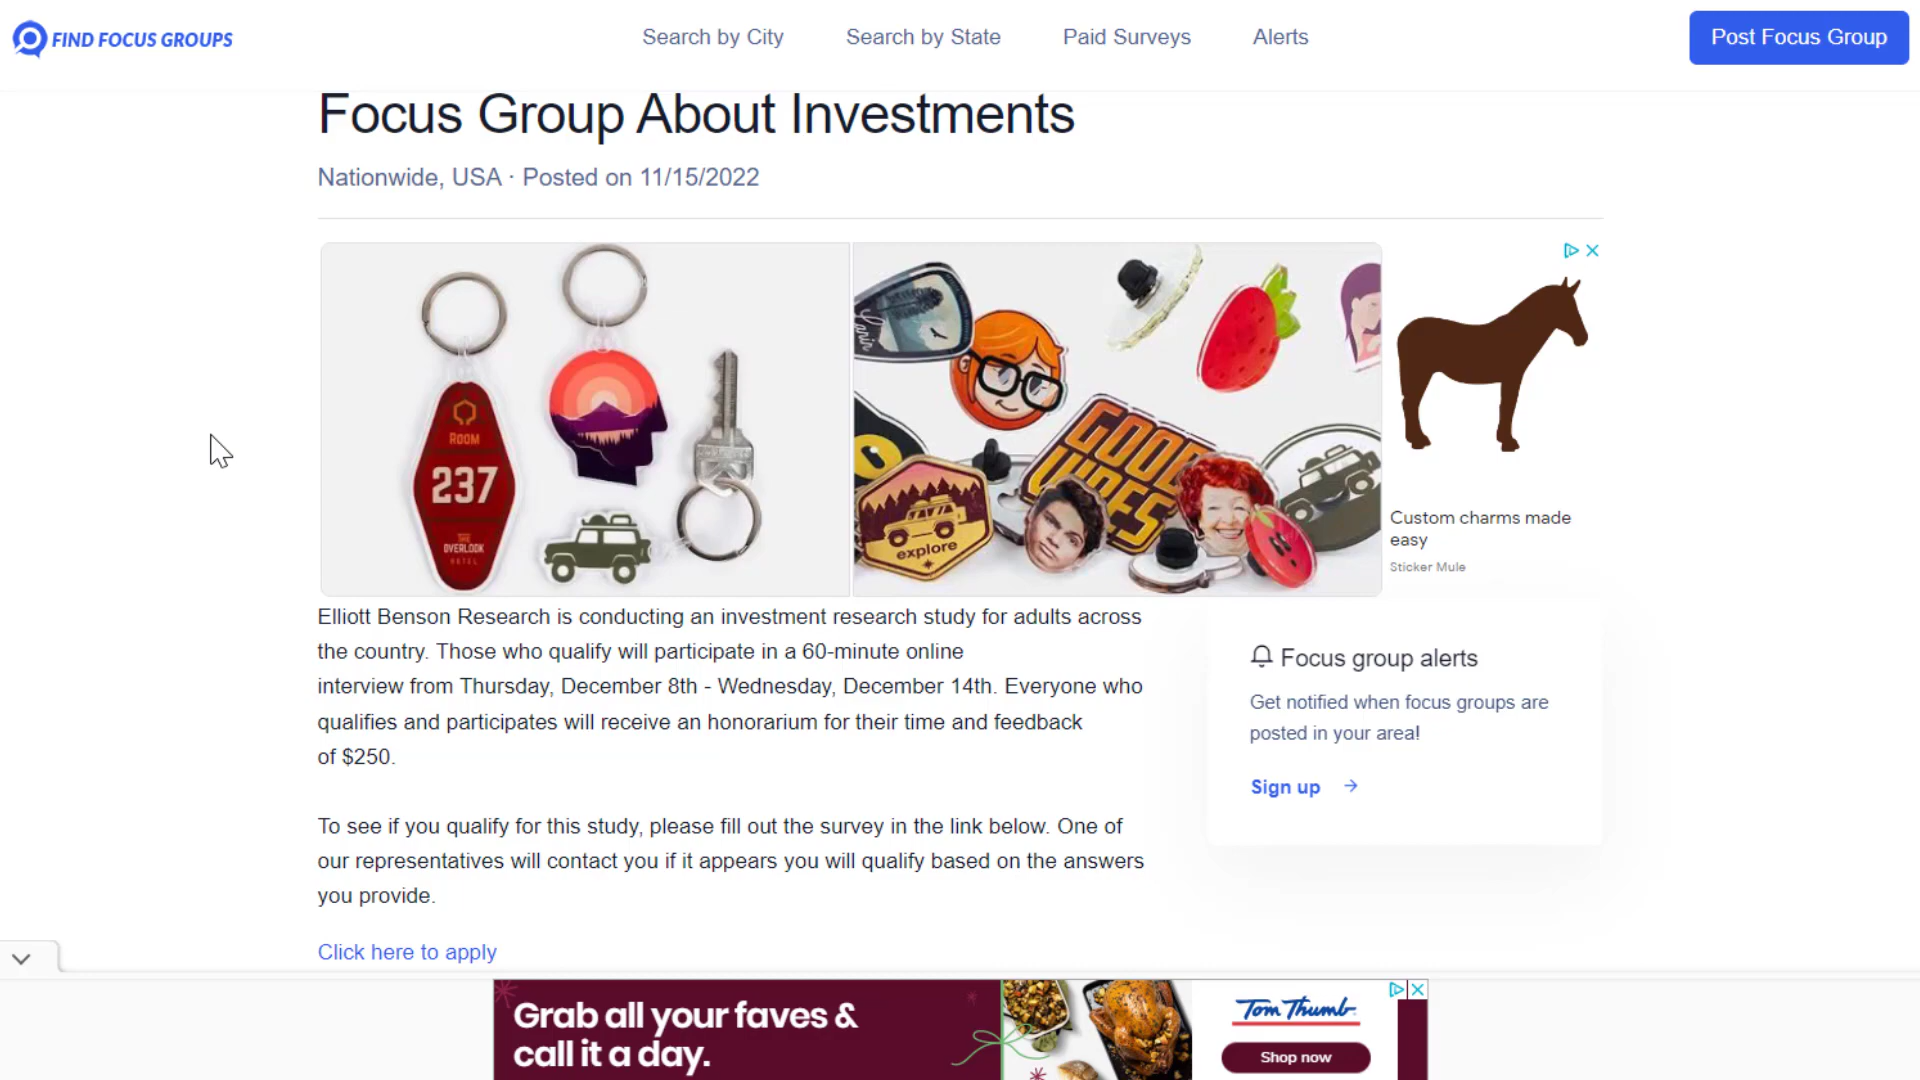 FIND FOCUS GROUPS
Search by City
Search by State
Paid Surveys
Alerts
Post Focus Group
Focus Group About Investments
Nationwide, USA · Posted on 11/15/2022
ROOM
237
OVERLOOK
HOTEL
explore
GOOD
VIBES
Custom charms made
easy
Sticker Mule
Elliott Benson Research is conducting an investment research study for adults across
the country. Those who qualify will participate in a 60-minute online
interview from Thursday, December 8th - Wednesday, December 14th. Everyone who
qualifies and participates will receive an honorarium for their time and feedback
of $250.
Focus group alerts
Get notified when focus groups are
posted in your area!
Sign up
To see if you qualify for this study, please fill out the survey in the link below. One of
our representatives will contact you if it appears you will qualify based on the answers
you provide.
Click here to apply
Grab all your faves &
call it a day.
Tom Thumb
Shop now